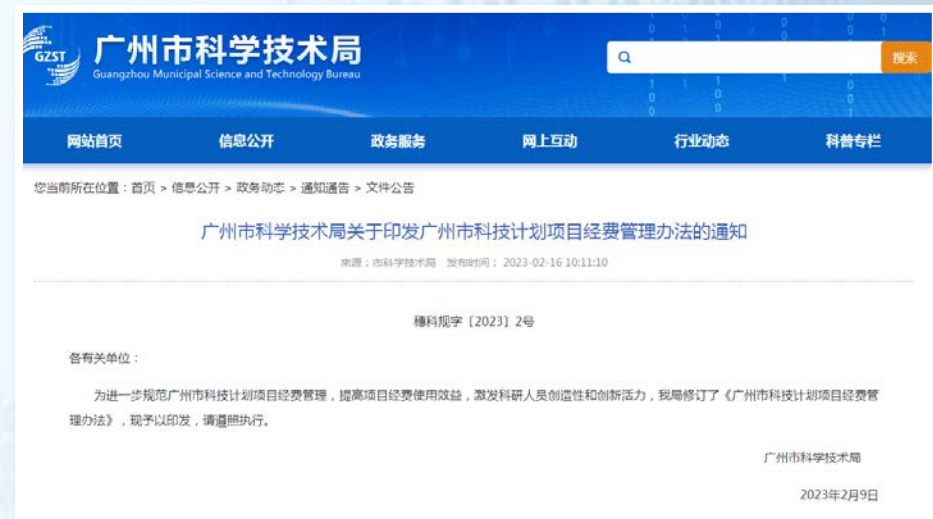 GZST
广州市科学技术局
Guangzhou Municipal Science and Technology Bureau
搜索
网站首页 信息公开 政务服务 网上互动 行业动态 科普专栏
您当前所在位置：首页 > 信息公开 > 政务动态 > 通知通告 > 文件公告
广州市科学技术局关于印发广州市科技计划项目经费管理办法的通知
来源：市科学技术局 发布时间：2023-02-16 10:11:10
穗科规字〔2023〕2号
各有关单位：
为进一步规范广州市科技计划项目经费管理，提高项目经费使用效益，激发科研人员创造性和创新活力，我局修订了《广州市科技计划项目经费管
理办法》，现予以印发，请遵照执行。
广州市科学技术局
2023年2月9日